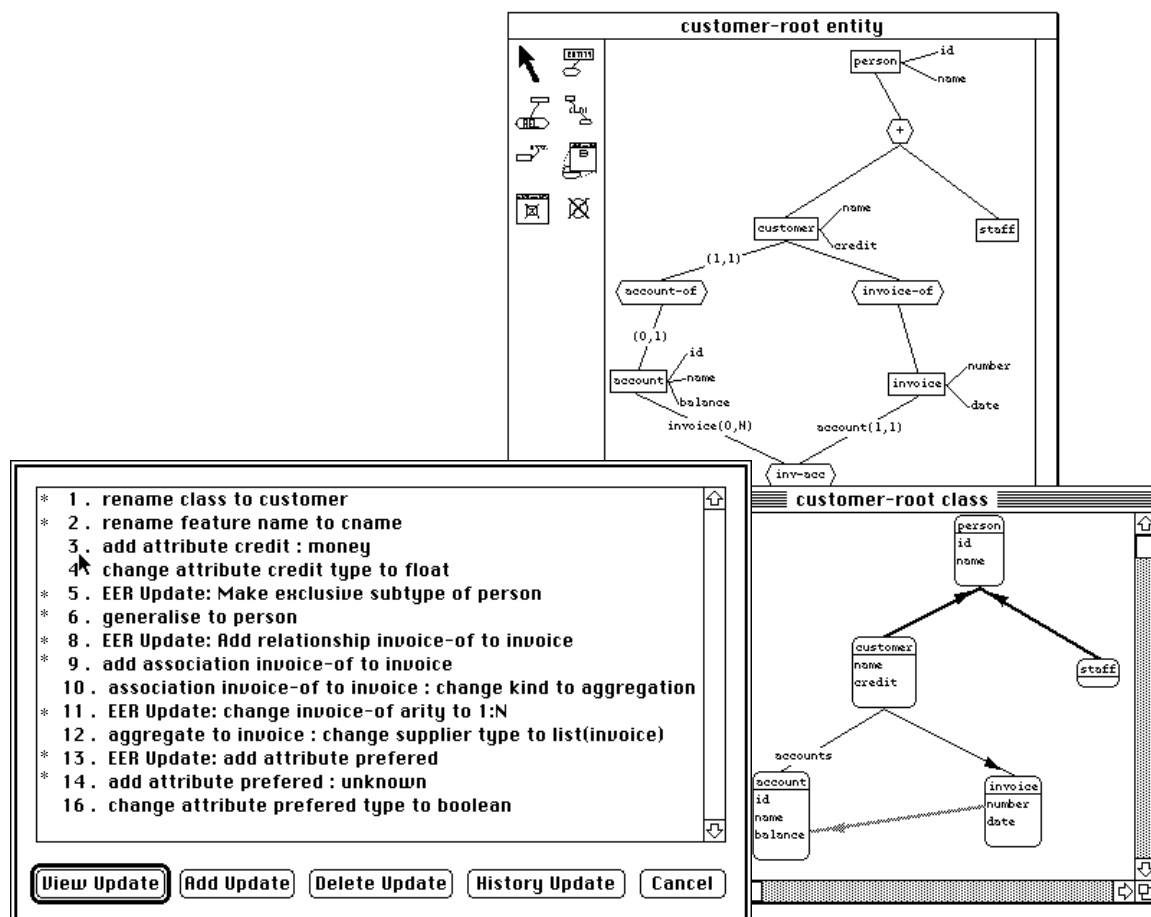 customer-root entity
id
person
name
+
name
customer
staff
credit
(1,1)
account-of
invoice-of
(0,1)
id
number
account
name
invoice
balance
date
invoice(0,N)
account(1,1)
inv-acc
* 1 . rename class to customer
* 2 . rename feature name to cname
3 . add attribute credit : money
4 change attribute credit type to float
* 5 . EER Update: Make exclusive subtype of person
* 6 . generalise to person
* 8 . EER Update: Add relationship invoice-of to invoice
* 9 . add association invoice-of to invoice
10 . association invoice-of to invoice : change kind to aggregation
* 11 . EER Update: change invoice-of arity to 1:N
12 . aggregate to invoice : change supplier type to list(invoice)
* 13 . EER Update: add attribute prefered
* 14 . add attribute prefered : unknown
16 . change attribute prefered type to boolean
View Update
Add Update
Delete Update
History Update
Cancel
customer-root class
person
id
name
customer
name
credit
staff
accounts
account
id
name
balance
invoice
number
date